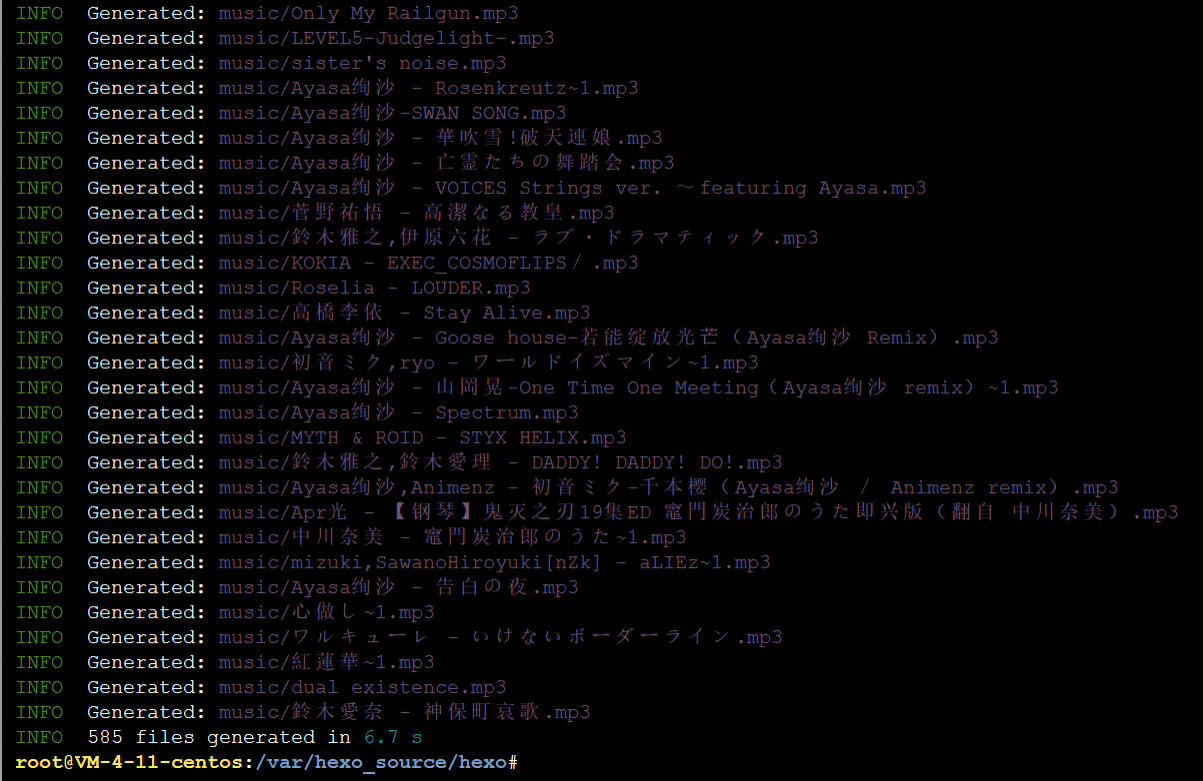 INFO  Generated: music/Only My Railgun.mp3
INFO  Generated: music/LEVEL5-Judgelight-.mp3
INFO  Generated: music/sister's noise.mp3
INFO  Generated: music/Ayasa绚沙 - Rosenkreutz~1.mp3
INFO  Generated: music/Ayasa绚沙-SWAN SONG.mp3
INFO  Generated: music/Ayasa绚沙 - 華吹雪!破天連娘.mp3
INFO  Generated: music/Ayasa绚沙 - 亡霊たちの舞踏会.mp3
INFO  Generated: music/Ayasa绚沙 - VOICES Strings ver. ～featuring Ayasa.mp3
INFO  Generated: music/菅野祐悟 - 高潔なる教皇.mp3
INFO  Generated: music/鈴木雅之,伊原六花 - ラブ・ドラマティック.mp3
INFO  Generated: music/KOKIA - EXEC_COSMOFLIPS／.mp3
INFO  Generated: music/Roselia - LOUDER.mp3
INFO  Generated: music/高橋李依 - Stay Alive.mp3
INFO  Generated: music/Ayasa绚沙 - Goose house-若能绽放光芒（Ayasa绚沙 Remix）.mp3
INFO  Generated: music/初音ミク,ryo - ワールドイズマイン~1.mp3
INFO  Generated: music/Ayasa绚沙 - 山岡晃-One Time One Meeting（Ayasa绚沙 remix）~1.mp3
INFO  Generated: music/Ayasa绚沙 - Spectrum.mp3
INFO  Generated: music/MYTH & ROID - STYX HELIX.mp3
INFO  Generated: music/鈴木雅之,鈴木愛理 - DADDY! DADDY! DO!.mp3
INFO  Generated: music/Ayasa绚沙,Animenz - 初音ミク-千本樱（Ayasa绚沙 ／ Animenz remix）.mp3
INFO  Generated: music/Apr光 - 【钢琴】鬼灭之刃19集ED 竈門炭治郎のうた即兴版（翻自 中川奈美）.mp3
INFO  Generated: music/中川奈美 - 竈門炭治郎のうた~1.mp3
INFO  Generated: music/mizuki,SawanoHiroyuki[nZk] - aLIEz~1.mp3
INFO  Generated: music/Ayasa绚沙 - 告白の夜.mp3
INFO  Generated: music/心做し~1.mp3
INFO  Generated: music/ワルキューレ - いけないボーダーライン.mp3
INFO  Generated: music/紅蓮華~1.mp3
INFO  Generated: music/dual existence.mp3
INFO  Generated: music/鈴木愛奈 - 神保町哀歌.mp3
INFO  585 files generated in 6.7 s
root@VM-4-11-centos:/var/hexo_source/hexo#